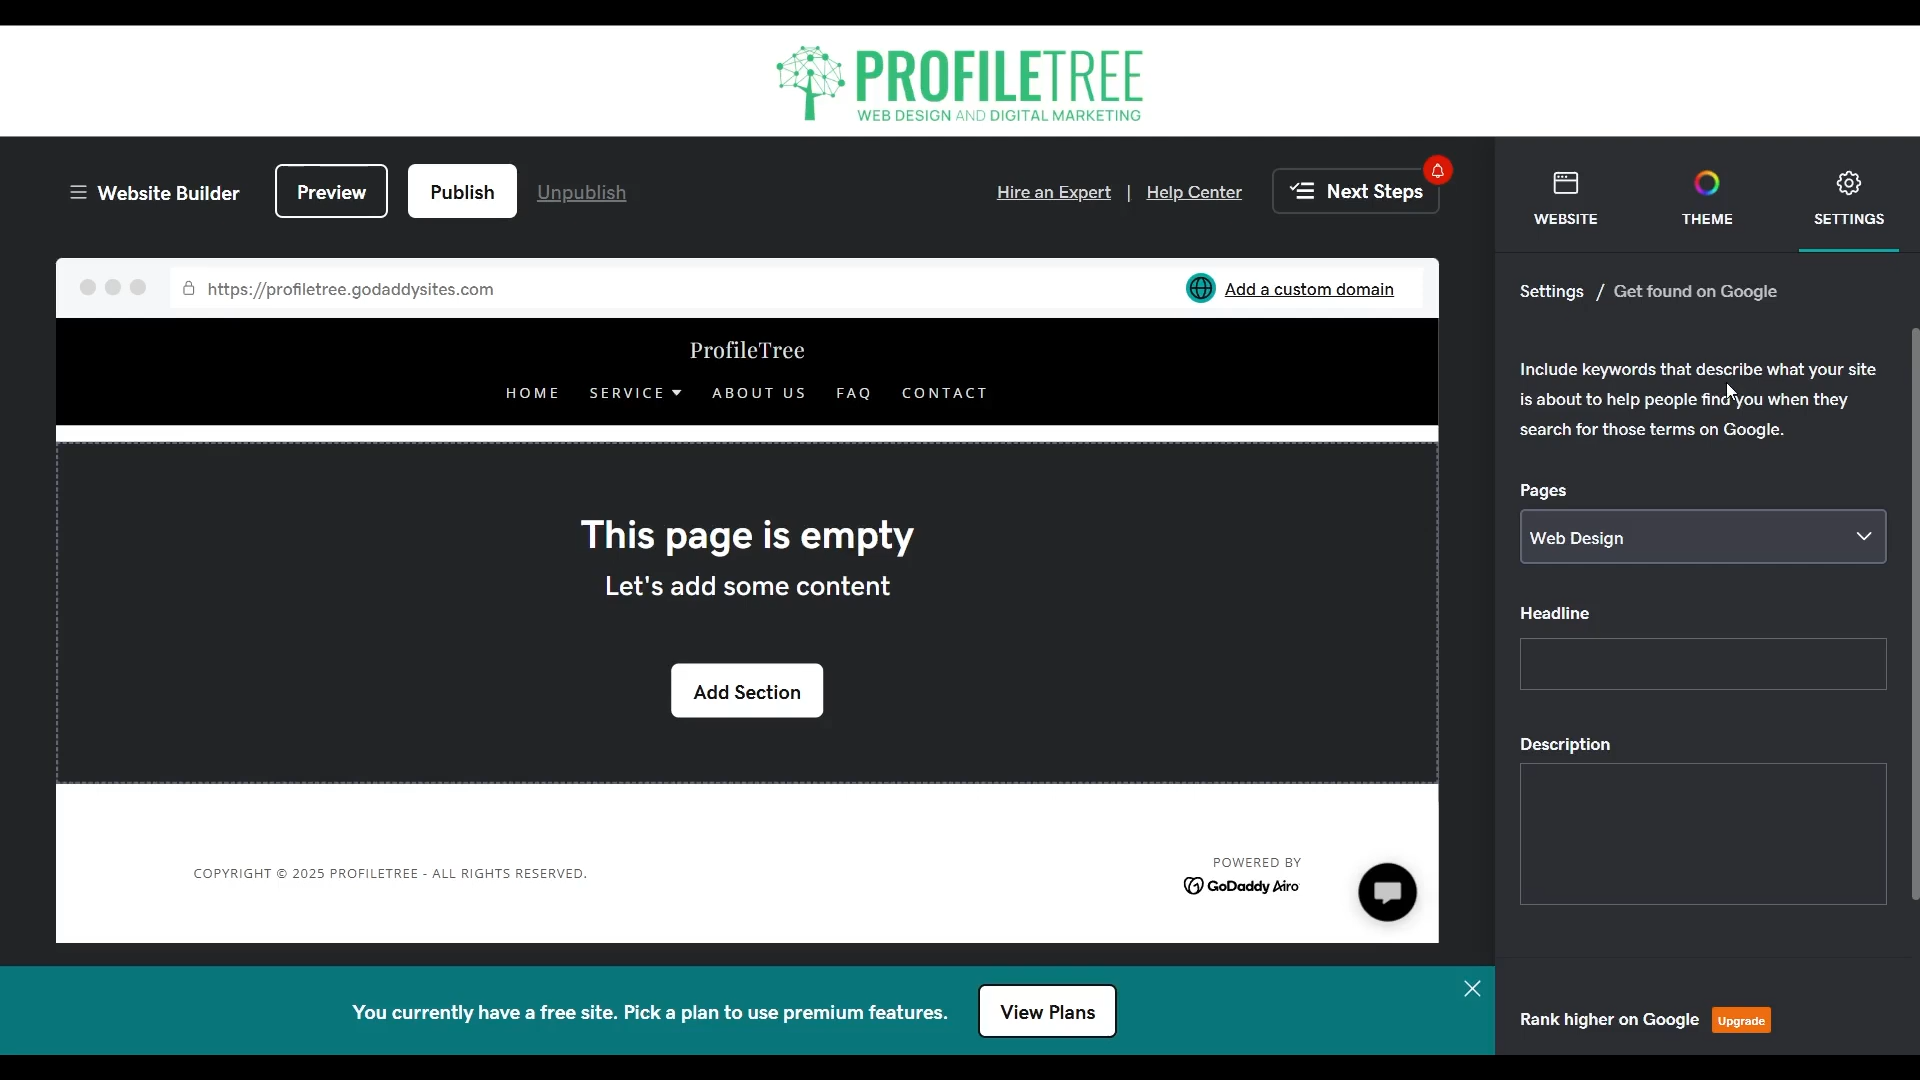 PROFILETREE
WEB DESIGN AND DIGITAL MARKETING
Website Builder
Preview
Publish
Unpublish
Hire an Expert | Help Center
Next Steps
WEBSITE
THEME
SETTINGS
https://profiletree.godaddysites.com
Add a custom domain
ProfileTree
HOME SERVICE ABOUT US FAQ CONTACT
This page is empty
Let's add some content
Add Section
COPYRIGHT © 2025 PROFILETREE - ALL RIGHTS RESERVED.
POWERED BY
GoDaddy Airo
You currently have a free site. Pick a plan to use premium features.
View Plans
Settings / Get found on Google
Include keywords that describe what your site
is about to help people find you when they
search for those terms on Google.
Pages
Web Design
Headline
Description
Rank higher on Google Upgrade